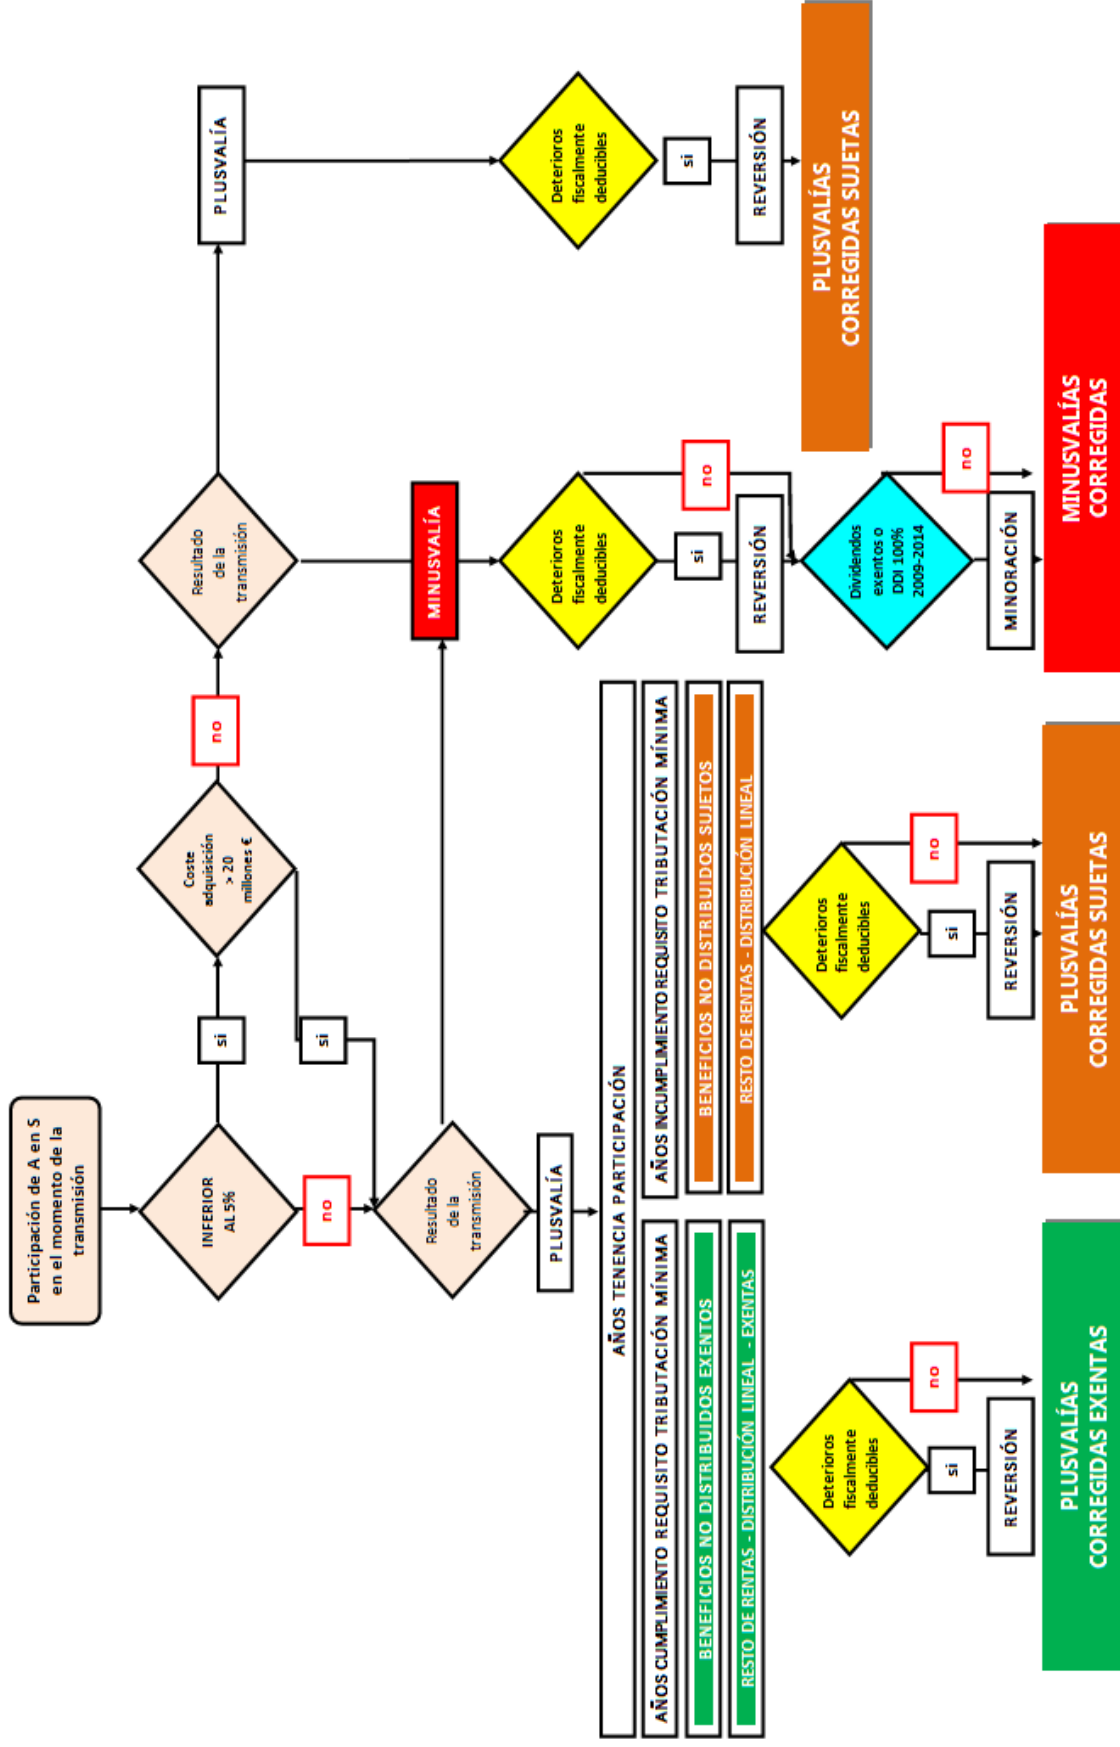 Participación de A en S
en el momento de la
transmisión
INFERIOR
AL 5%
si
Coste
adquisición
> 20
millones €
no
Resultado
de la
transmisión
PLUSVALÍA
no
si
Resultado
de la
transmisión
MINUSVALÍA
PLUSVALÍA
Deterioros
fiscalmente
deducibles
si
REVERSIÓN
PLUSVALÍAS
CORREGIDAS SUJETAS
Deterioros
fiscalmente
deducibles
no
si
REVERSIÓN
Dividendos
exentos o
DDI 100%
2009-2014
no
MINORACIÓN
MINUSVALÍAS
CORREGIDAS
AÑOS TENENCIA PARTICIPACIÓN
AÑOS CUMPLIMIENTO REQUISITO TRIBUTACIÓN MÍNIMA
BENEFICIOS NO DISTRIBUIDOS EXENTOS
RESTO DE RENTAS - DISTRIBUCIÓN LINEAL - EXENTAS
Deterioros
fiscalmente
deducibles
si
no
REVERSIÓN
PLUSVALÍAS
CORREGIDAS EXENTAS
AÑOS INCUMPLIMIENTO REQUISITO TRIBUTACIÓN MÍNIMA
BENEFICIOS NO DISTRIBUIDOS SUJETOS
RESTO DE RENTAS - DISTRIBUCIÓN LINEAL
Deterioros
fiscalmente
deducibles
si
no
REVERSIÓN
PLUSVALÍAS
CORREGIDAS SUJETAS